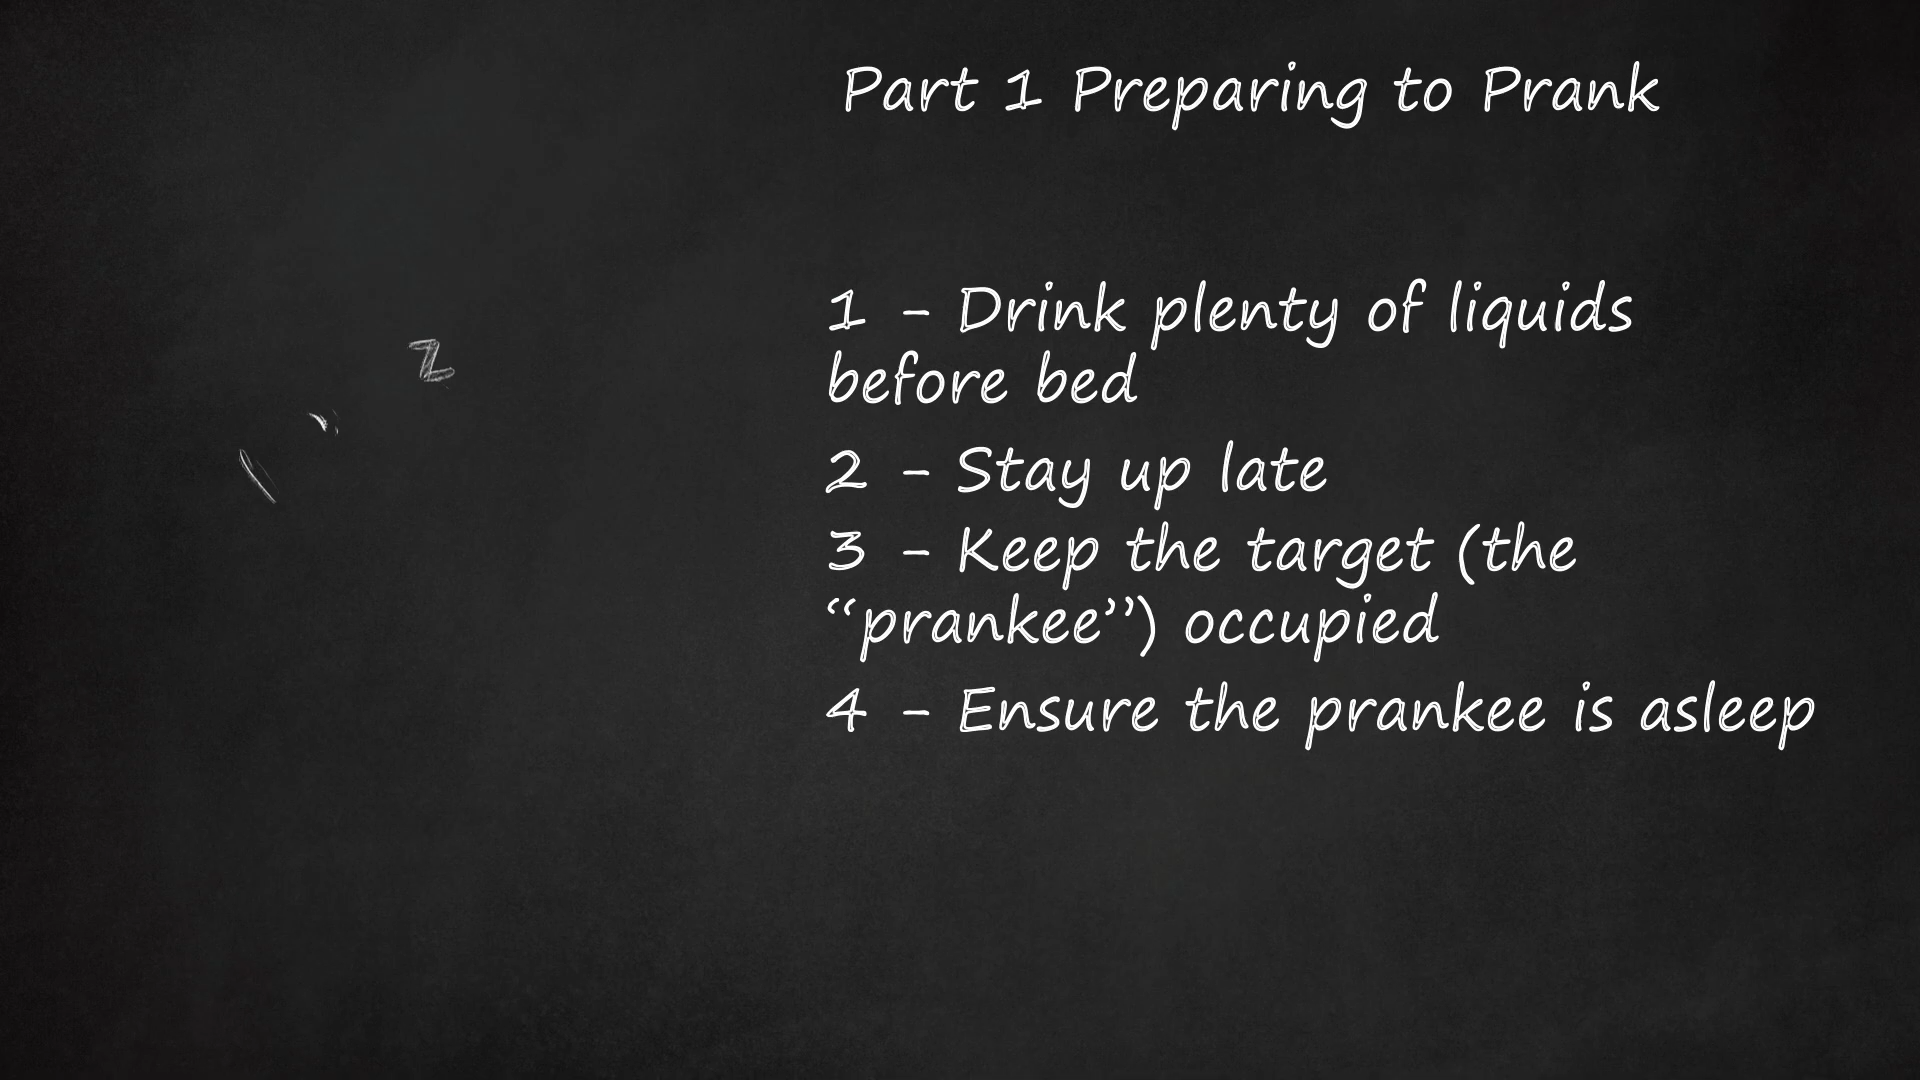 Part 1 Preparing to Prank
1 - Drink plenty of liquids
before bed
2 - Stay up late
3 - Keep the target (the
“prankee”) occupied
4 - Ensure the prankee is asleep
z